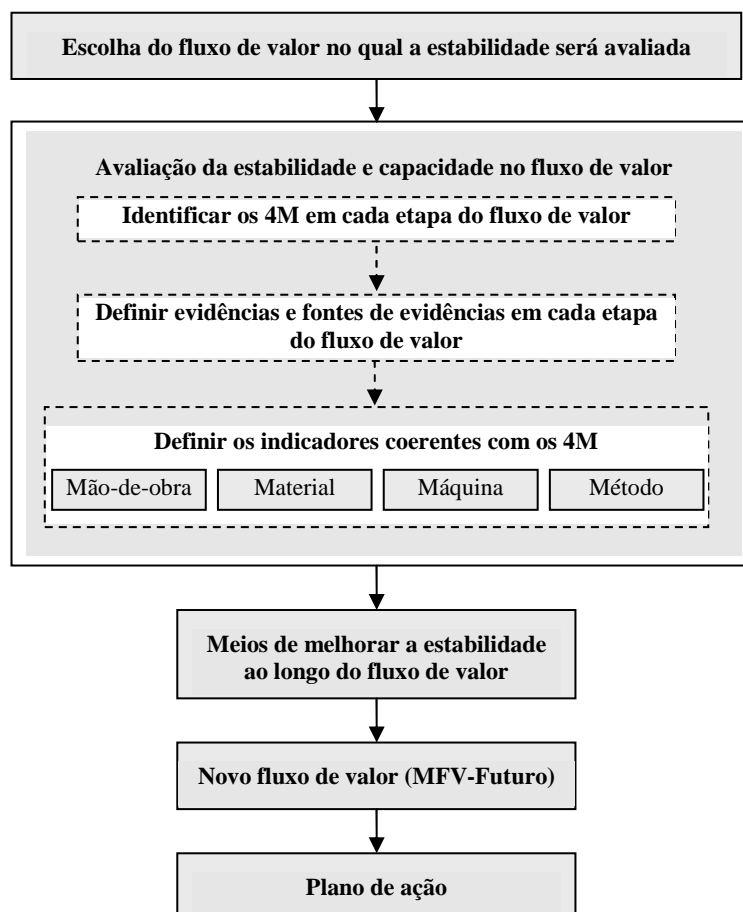 Escolha do fluxo de valor no qual a estabilidade será avaliada
Avaliação da estabilidade e capacidade no fluxo de valor
Identificar os 4M em cada etapa do fluxo de valor
Definir evidências e fontes de evidências em cada etapa
do fluxo de valor
Definir os indicadores coerentes com os 4M
Mão-de-obra
Material
Máquina
Método
Meios de melhorar a estabilidade
ao longo do fluxo de valor
Novo fluxo de valor (MFV-Futuro)
Plano de ação